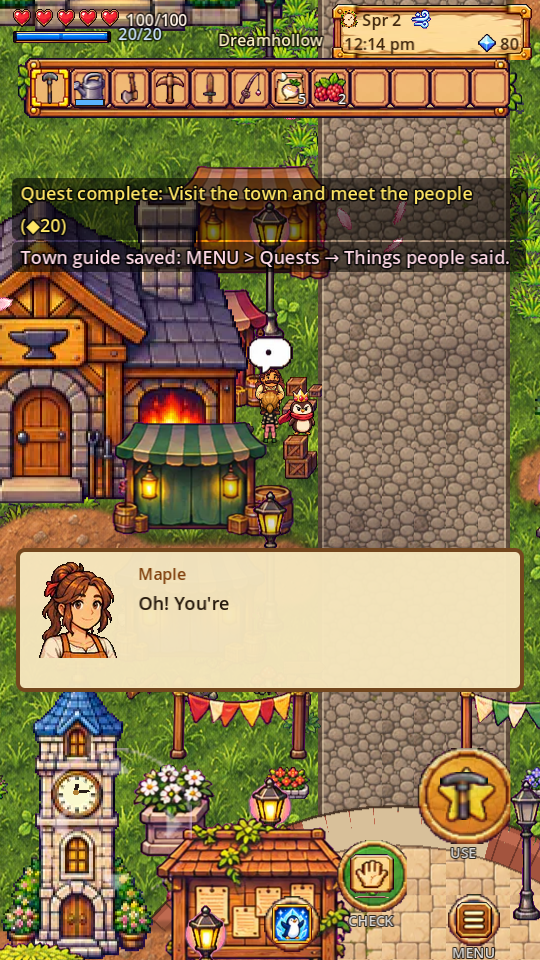 100/100
20/20
Dreamhollow
Spr 2
12:14 pm
80
5
2
Quest complete: Visit the town and meet the people
(◆20)
Town guide saved: MENU > Quests → Things people said.
Maple
Oh! You're
USE
CHECK
MENU